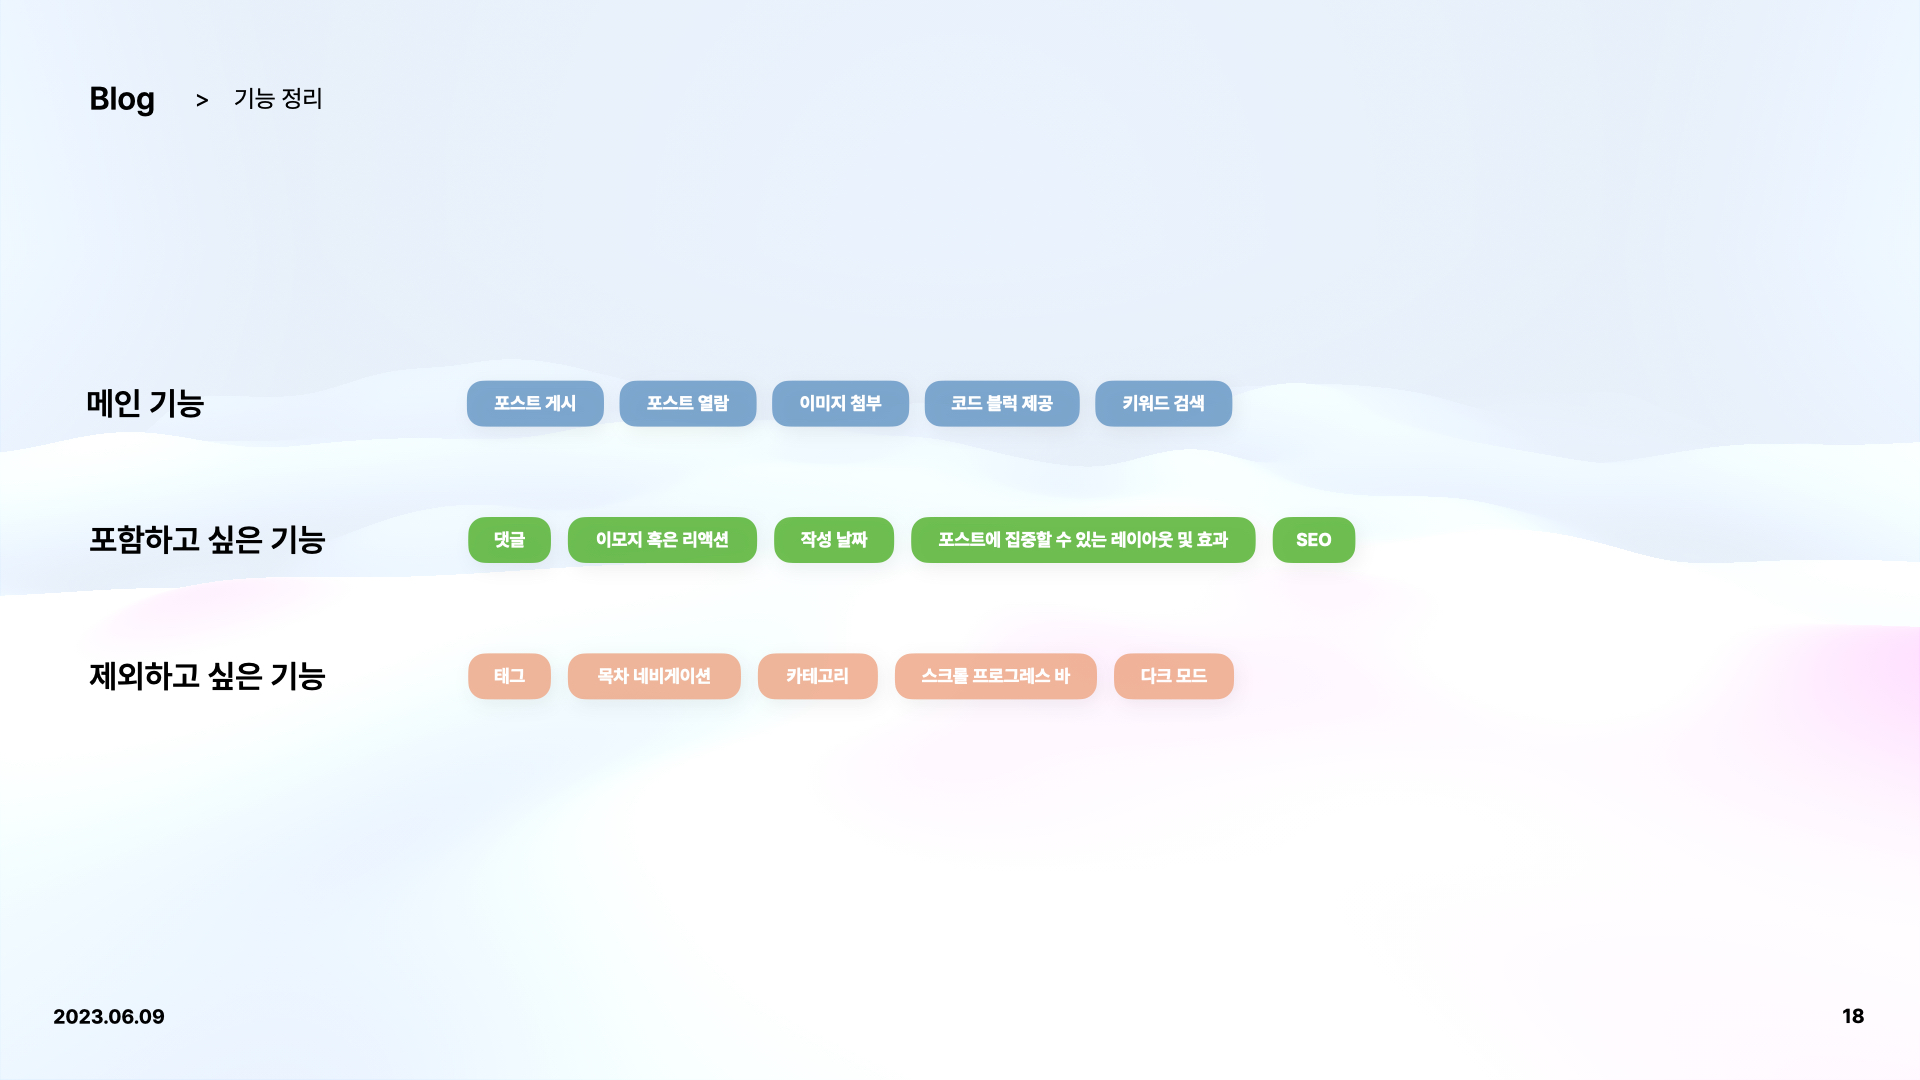 Blog > 기능 정리
메인 기능 포스트 게시 포스트 열람 이미지 첨부 코드 블럭 제공 키워드 검색
포함하고 싶은 기능 댓글 이모지 혹은 리액션 작성 날짜 포스트에 집중할 수 있는 레이아웃 및 효과 SEO
제외하고 싶은 기능 태그 목차 네비게이션 카테고리 스크롤 프로그레스 바 다크 모드
2023.06.09 18